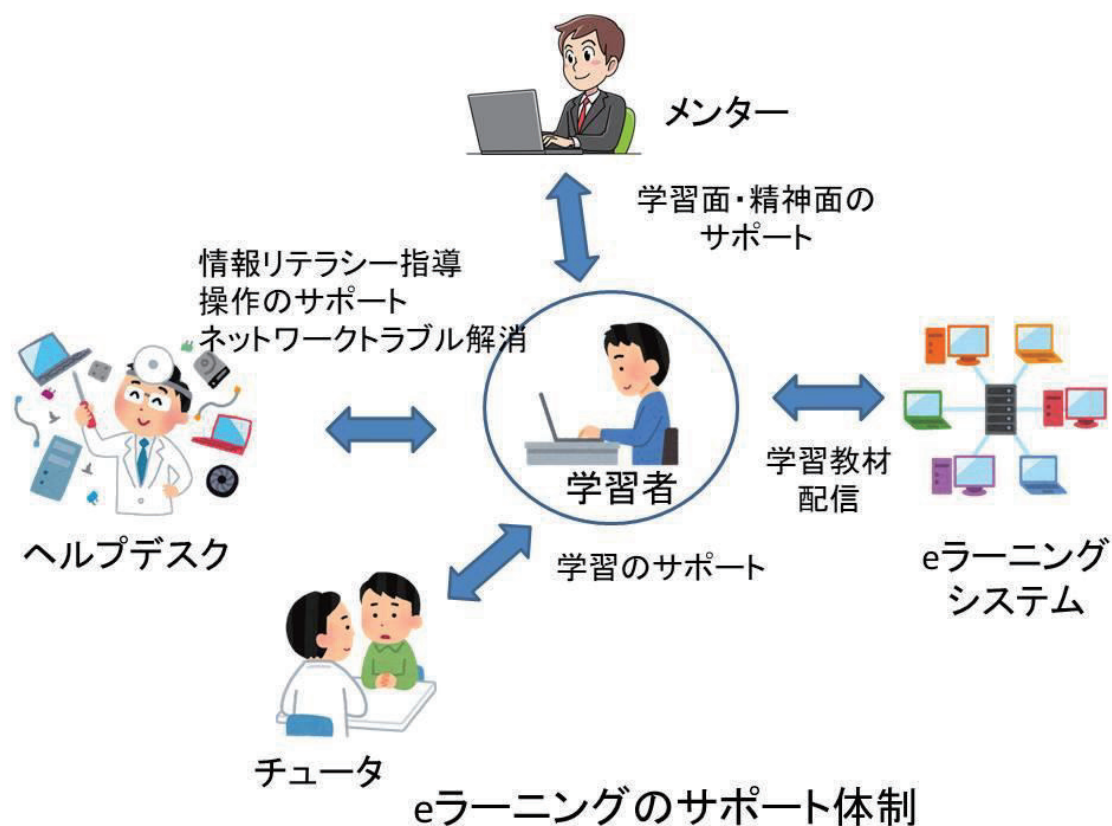 メンター
学習面・精神面の
サポート
情報リテラシー指導
操作のサポート
ネットワークトラブル解消
学習者
学習教材
配信
ヘルプデスク
学習のサポート
eラーニング
システム
チュータ
eラーニングのサポート体制